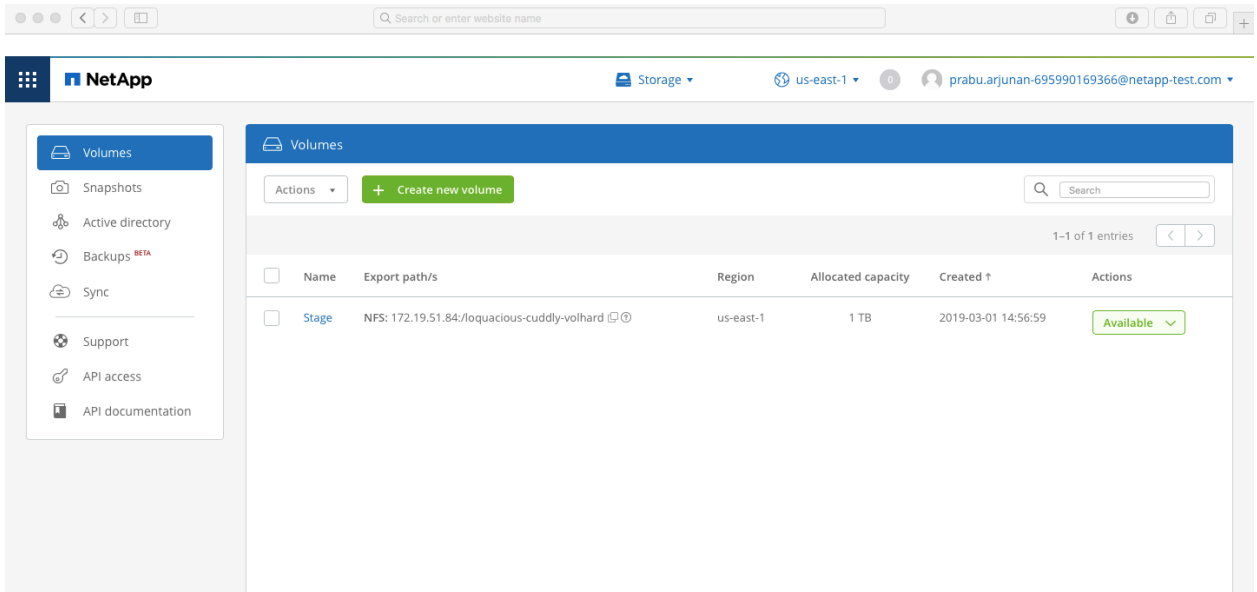 Search or enter website name
NetApp
Storage
us-east-1
0
prabu.arjunan-695990169366@netapp-test.com
Volumes
Snapshots
Active directory
Backups BETA
Sync
Support
API access
API documentation
Volumes
Actions
+ Create new volume
Search
1–1 of 1 entries
Name Export path/s Region Allocated capacity Created ↑ Actions
Stage NFS: 172.19.51.84:/loquacious-cuddly-volhard us-east-1 1 TB 2019-03-01 14:56:59 Available